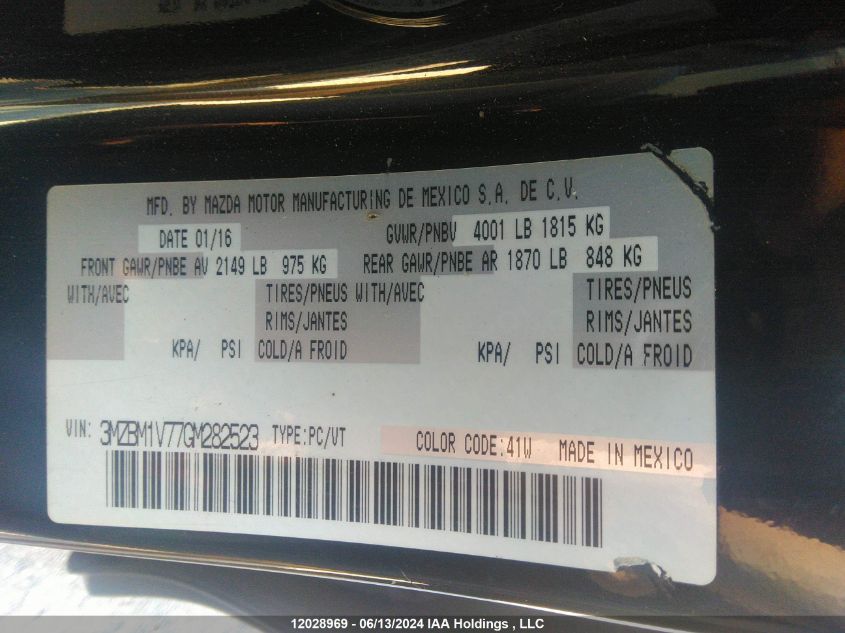 MFD. BY MAZDA MOTOR MANUFACTURING DE MEXICO S.A. DE C.V.
DATE 01/16 GVWR/PNBV 4001 LB 1815 KG
FRONT GAWR/PNBE AV 2149 LB 975 KG REAR GAWR/PNBE AR 1870 LB 848 KG
WITH/AVEC TIRES/PNEUS WITH/AVEC TIRES/PNEUS
RIMS/JANTES RIMS/JANTES
KPA/ PSI COLD/A FROID KPA/ PSI COLD/A FROID
VIN: 3MZBM1V77GM282523 TYPE:PC/VT COLOR CODE:41W MADE IN MEXICO
12028969 - 06/13/2024 IAA Holdings , LLC